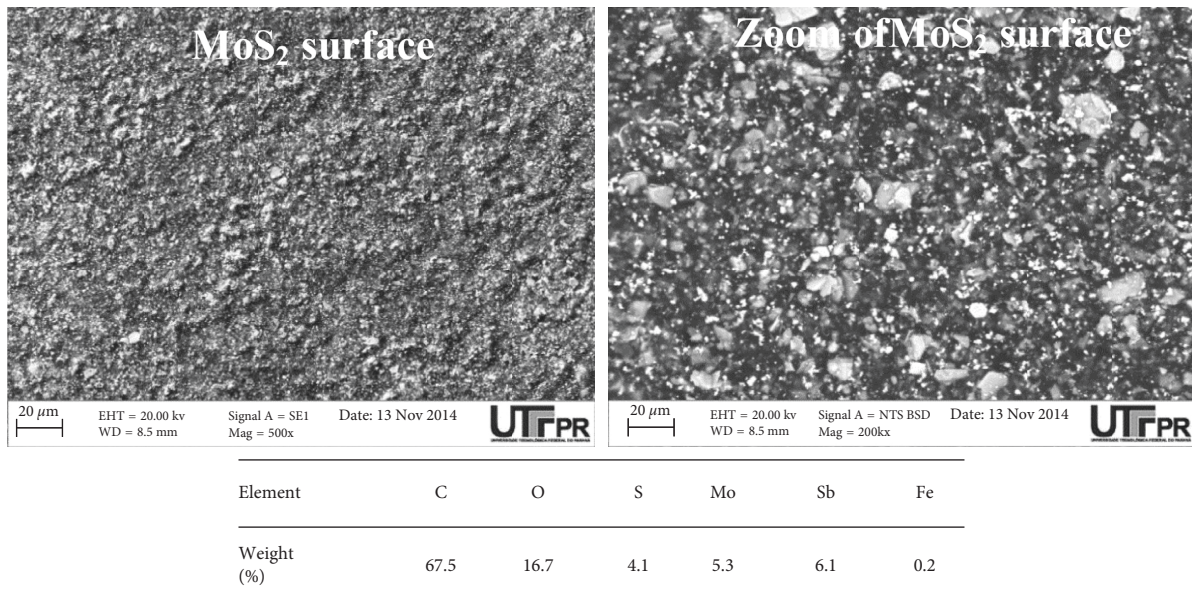 MoS₂ surface
Zoom ofMoS₂ surface
20 μm
EHT = 20.00 kv
WD = 8.5 mm
Signal A = SE1
Mag = 500x
Date: 13 Nov 2014
UTFPR
20 μm
EHT = 20.00 kv
WD = 8.5 mm
Signal A = NTS BSD
Mag = 200kx
Date: 13 Nov 2014
UTFPR
Element C O S Mo Sb Fe
Weight
(%) 67.5 16.7 4.1 5.3 6.1 0.2